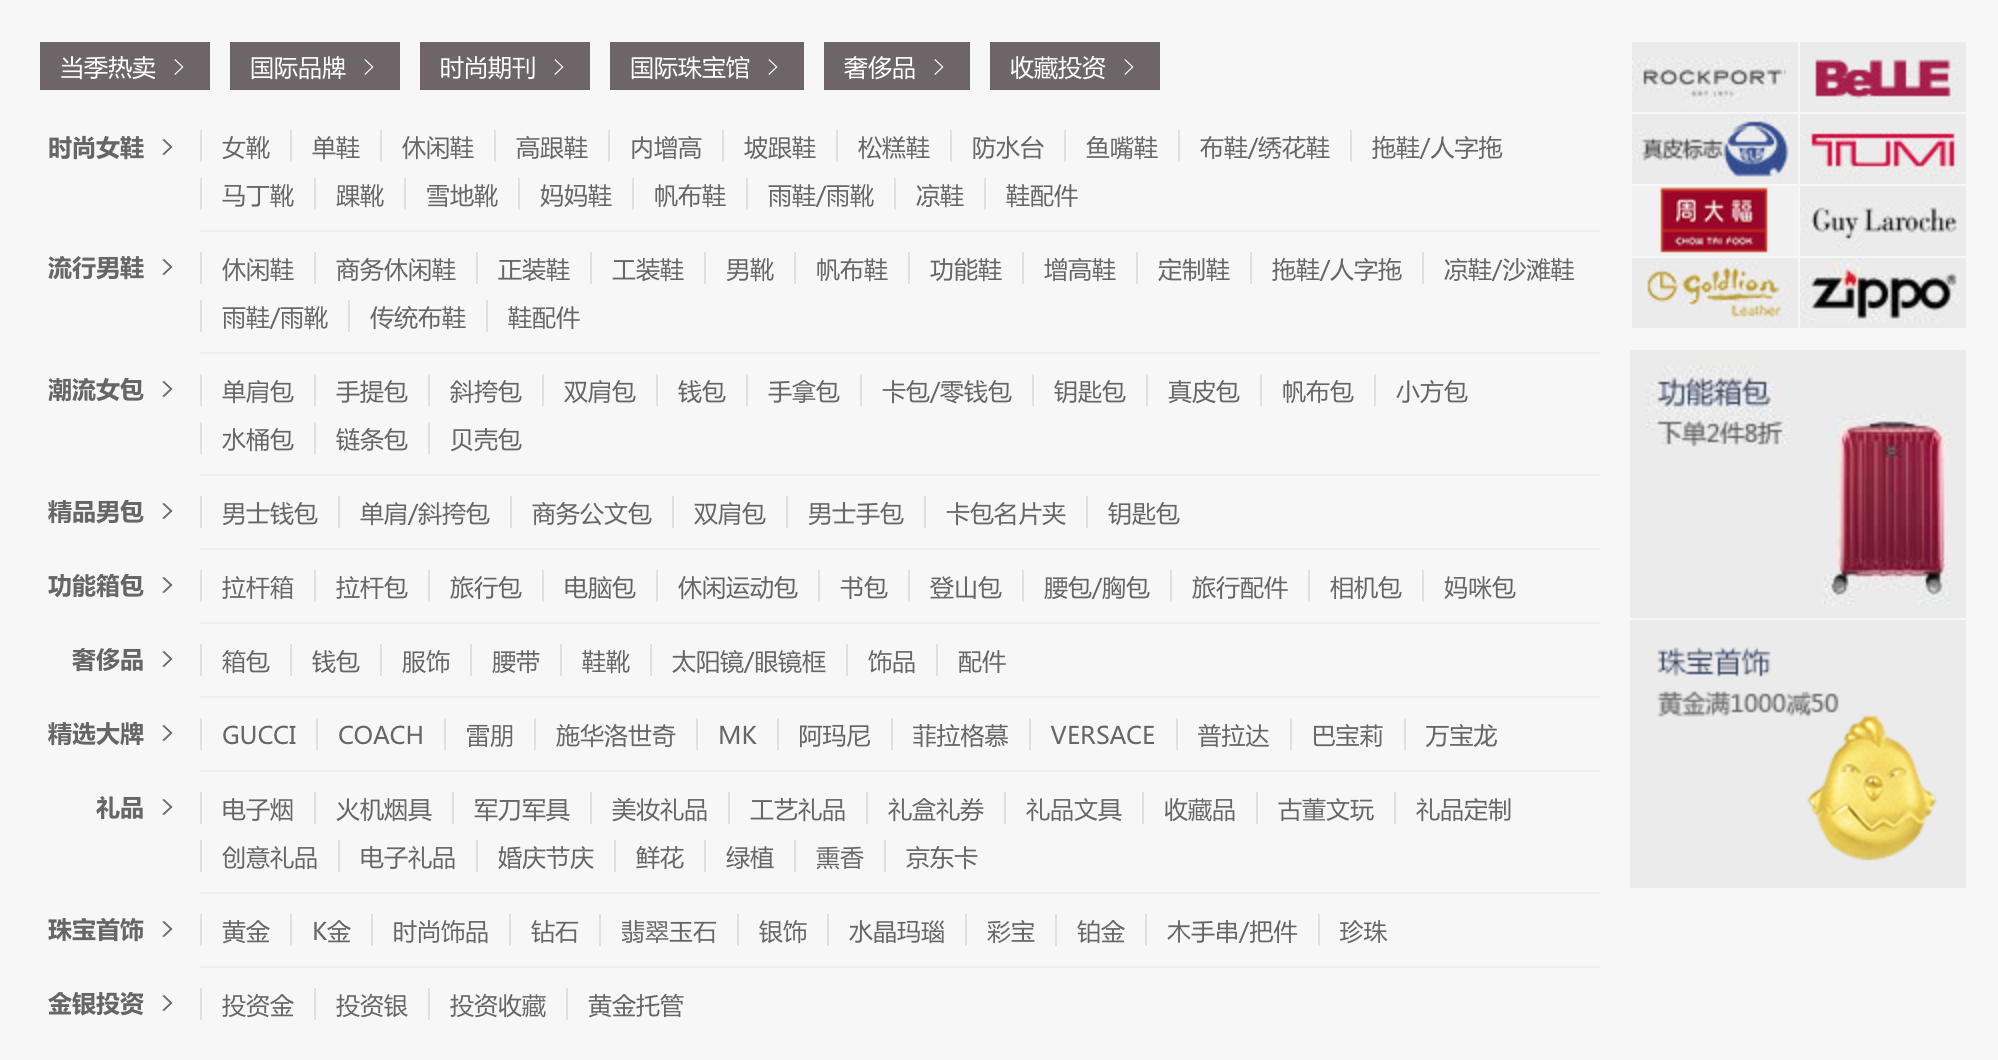 当季热卖 > 国际品牌 > 时尚期刊 > 国际珠宝馆 > 奢侈品 > 收藏投资 >
时尚女鞋 > 女靴 单鞋 休闲鞋 高跟鞋 内增高 坡跟鞋 松糕鞋 防水台 鱼嘴鞋 布鞋/绣花鞋 拖鞋/人字拖
马丁靴 踝靴 雪地靴 妈妈鞋 帆布鞋 雨鞋/雨靴 凉鞋 鞋配件
流行男鞋 > 休闲鞋 商务休闲鞋 正装鞋 工装鞋 男靴 帆布鞋 功能鞋 增高鞋 定制鞋 拖鞋/人字拖 凉鞋/沙滩鞋
雨鞋/雨靴 传统布鞋 鞋配件
潮流女包 > 单肩包 手提包 斜挎包 双肩包 钱包 手拿包 卡包/零钱包 钥匙包 真皮包 帆布包 小方包
水桶包 链条包 贝壳包
精品男包 > 男士钱包 单肩/斜挎包 商务公文包 双肩包 男士手包 卡包名片夹 钥匙包
功能箱包 > 拉杆箱 拉杆包 旅行包 电脑包 休闲运动包 书包 登山包 腰包/胸包 旅行配件 相机包 妈咪包
奢侈品 > 箱包 钱包 服饰 腰带 鞋靴 太阳镜/眼镜框 饰品 配件
精选大牌 > GUCCI COACH 雷朋 施华洛世奇 MK 阿玛尼 菲拉格慕 VERSACE 普拉达 巴宝莉 万宝龙
礼品 > 电子烟 火机烟具 军刀军具 美妆礼品 工艺礼品 礼盒礼券 礼品文具 收藏品 古董文玩 礼品定制
创意礼品 电子礼品 婚庆节庆 鲜花 绿植 熏香 京东卡
珠宝首饰 > 黄金 K金 时尚饰品 钻石 翡翠玉石 银饰 水晶玛瑙 彩宝 铂金 木手串/把件 珍珠
金银投资 > 投资金 投资银 投资收藏 黄金托管
ROCKPORT BeLLE
真皮标志 TUMI
周大福 Guy Laroche
CHOW TAI FOOK
Goldlion Zippo®
Leather
功能箱包
下单2件8折
珠宝首饰
黄金满1000减50